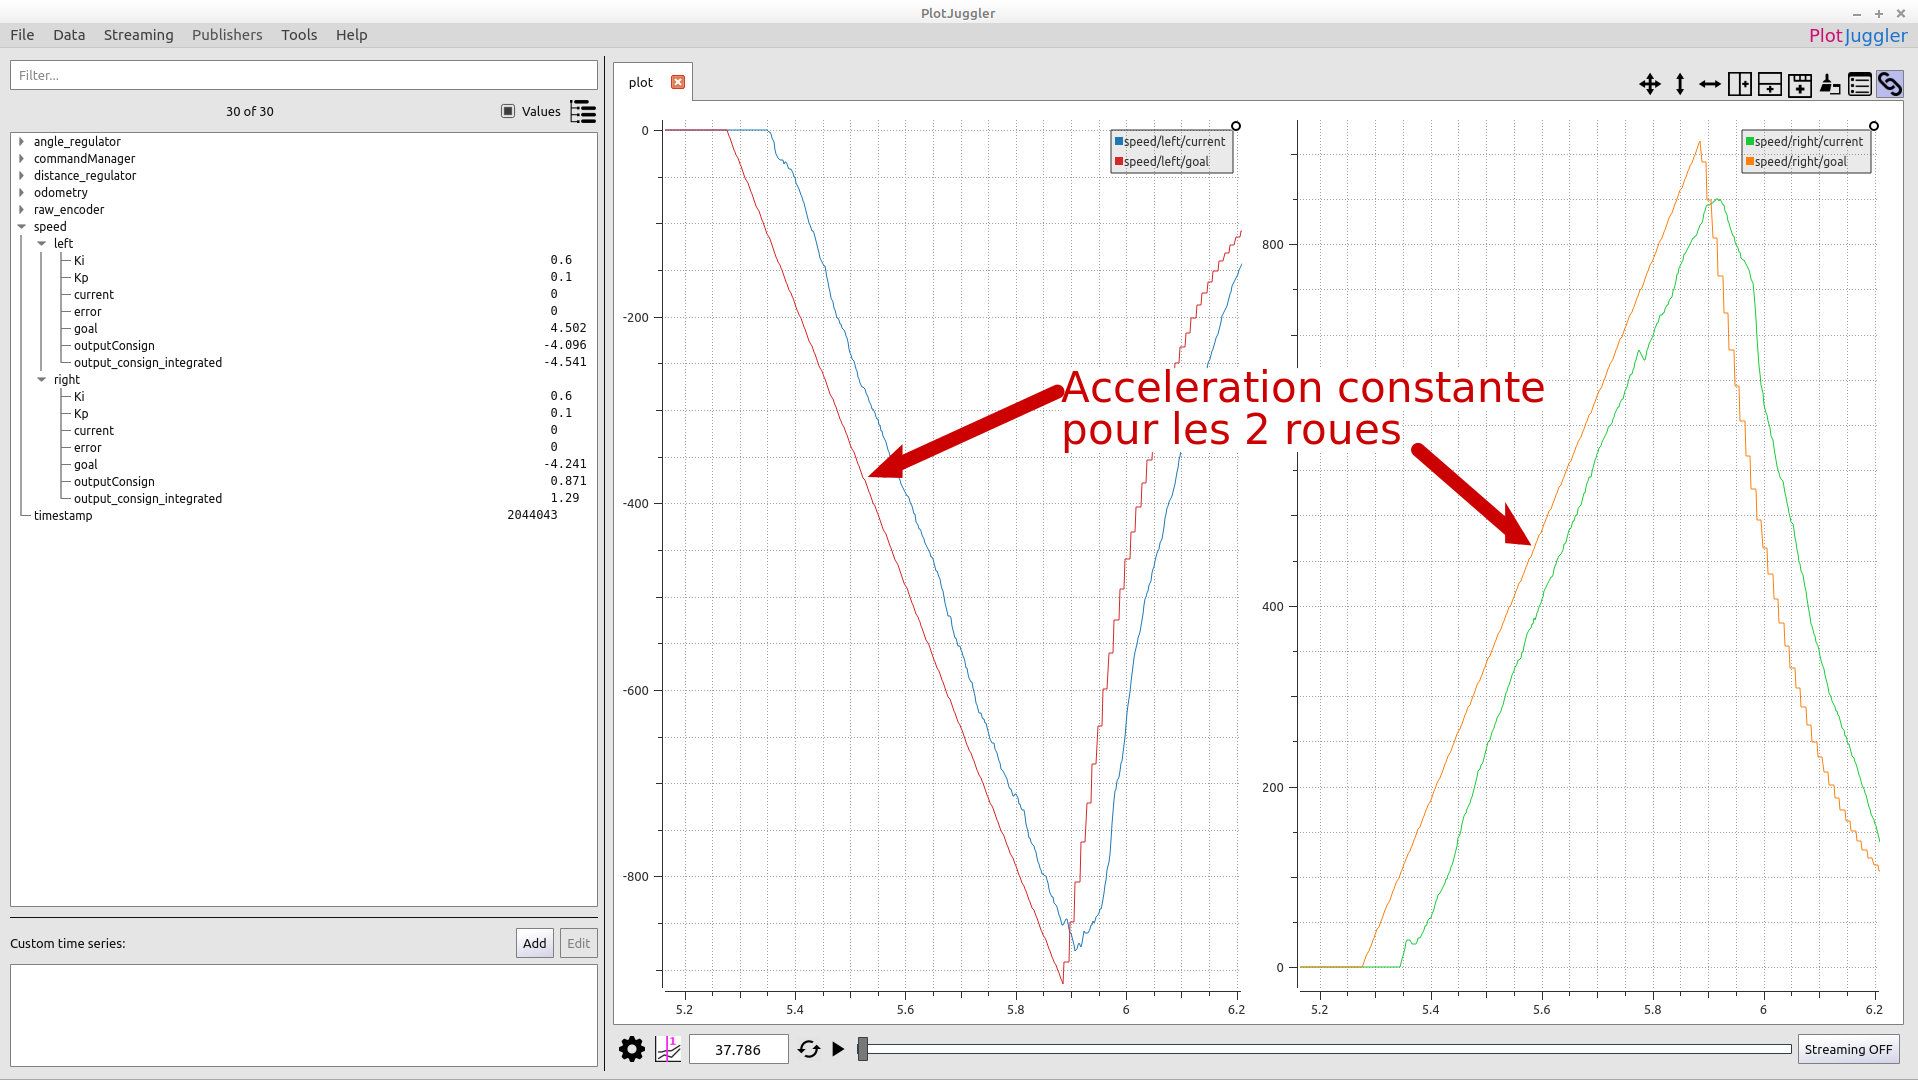 PlotJuggler
File Data Streaming Publishers Tools Help
PlotJuggler
Filter...
30 of 30
Values
angle_regulator
commandManager
distance_regulator
odometry
raw_encoder
speed
left
Ki 0.6
Kp 0.1
current 0
error 0
goal 4.502
outputConsign -4.096
output_consign_integrated -4.541
right
Ki 0.6
Kp 0.1
current 0
error 0
goal -4.241
outputConsign 0.871
output_consign_integrated 1.29
timestamp 2044043
Custom time series:
Add
Edit
plot
0
-200
-400
-600
-800
5.2 5.4 5.6 5.8 6 6.2
speed/left/current
speed/left/goal
800
600
400
200
0
5.2 5.4 5.6 5.8 6 6.2
speed/right/current
speed/right/goal
Acceleration constante
pour les 2 roues
1
37.786
Streaming OFF